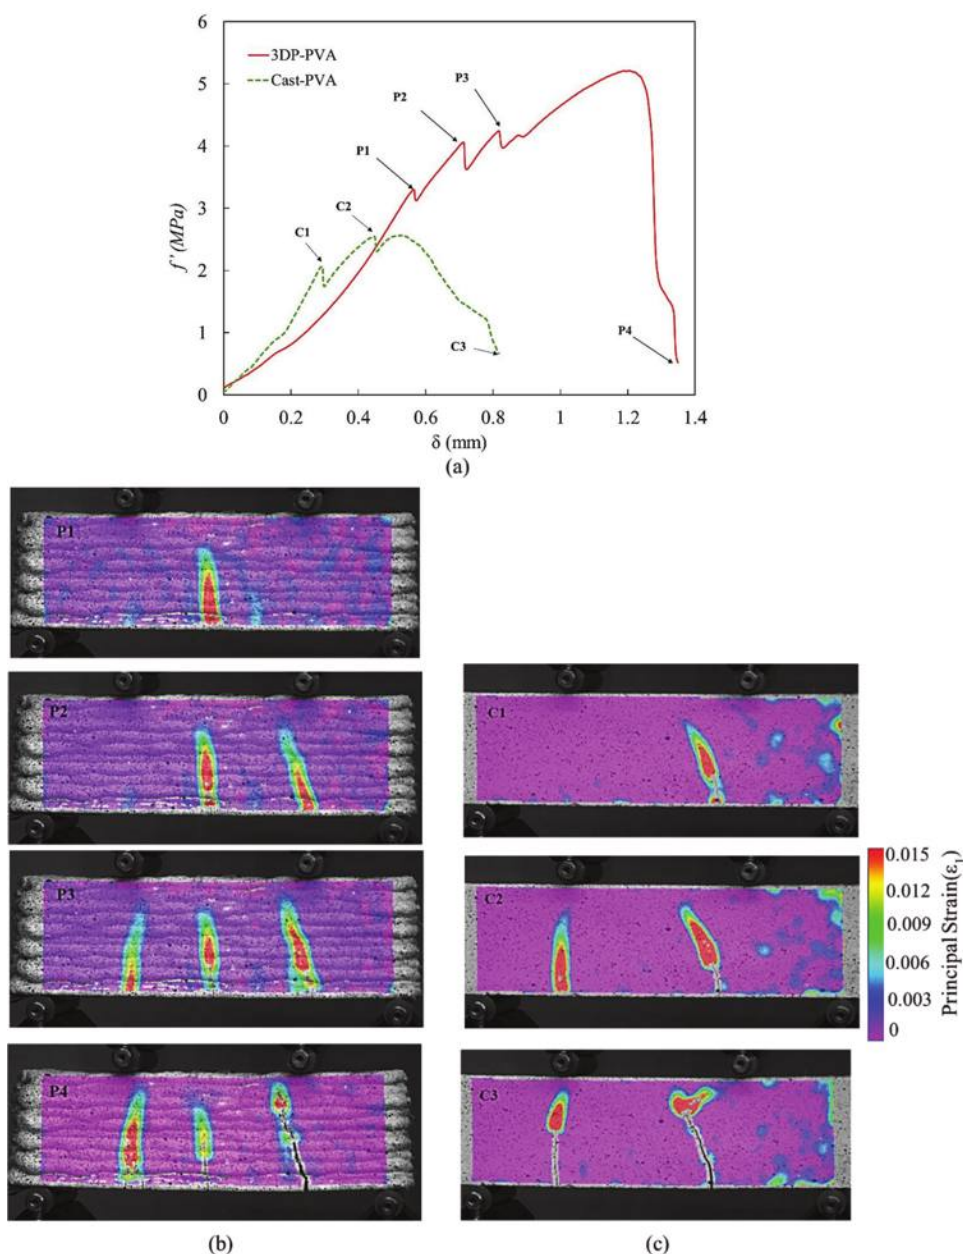 6
5
4
3
2
1
0
f' (MPa)
3DP-PVA
Cast-PVA
P1
P2
P3
P4
C1
C2
C3
0
0.2
0.4
0.6
0.8
1
1.2
1.4
δ (mm)
(a)
P1
P2
P3
P4
C1
C2
C3
0.015
0.012
0.009
0.006
0.003
0
Principal Strain(ε₁)
(b)
(c)